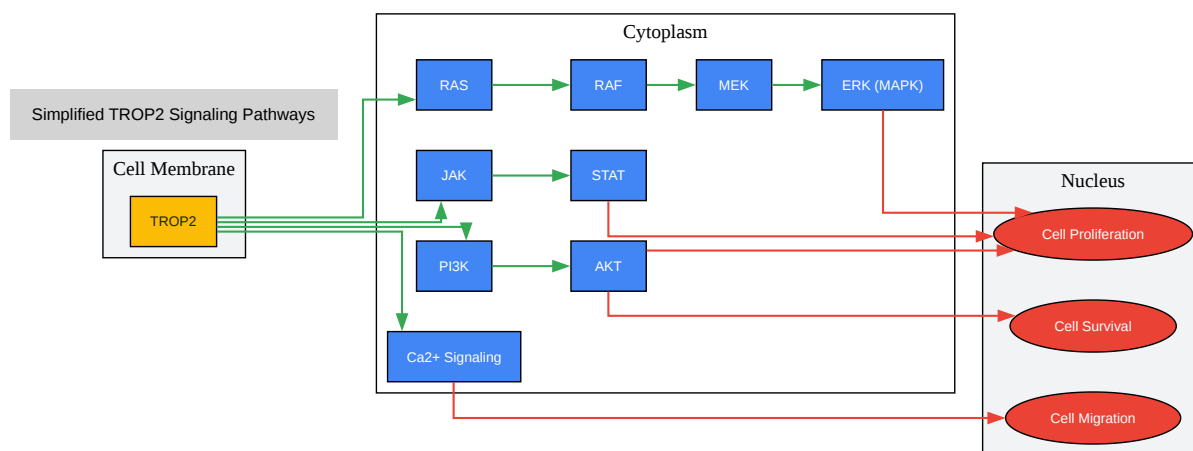 Cytoplasm
RAS
RAF
MEK
ERK (MAPK)
Simplified TROP2 Signaling Pathways
Cell Membrane
JAK
STAT
Nucleus
TROP2
Cell Proliferation
PI3K
AKT
Cell Survival
Ca2+ Signaling
Cell Migration